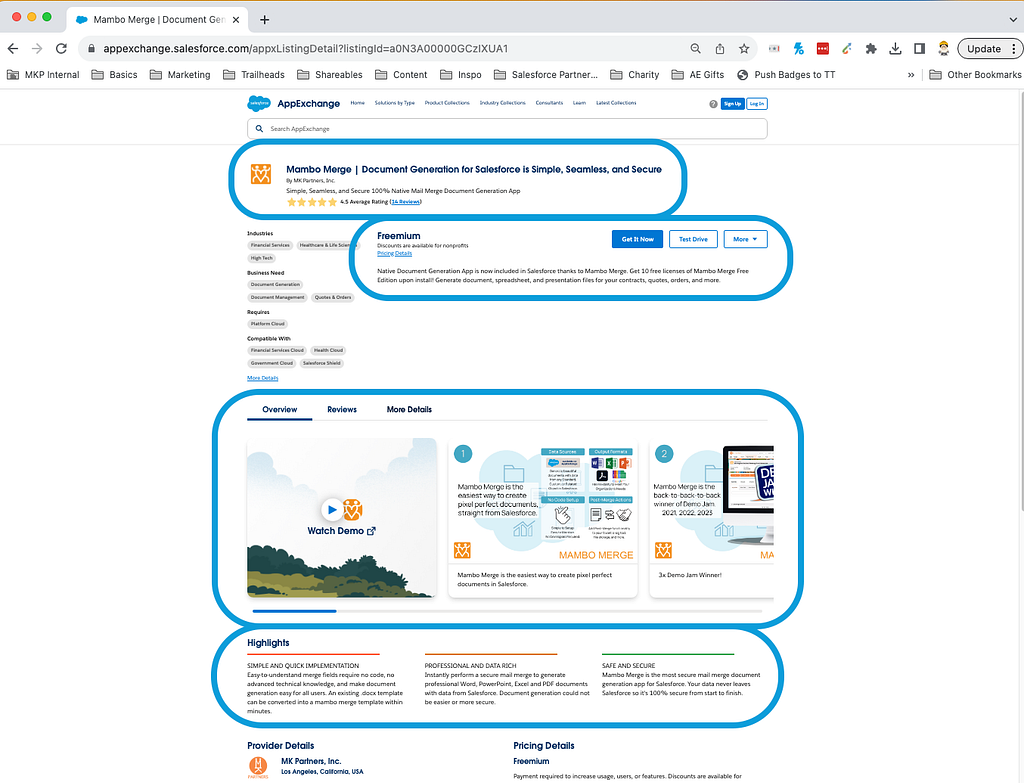 Mambo Merge | Document Gen
Update
appexchange.salesforce.com/appxListingDetail?listingId=a0N3A00000GCzlXUA1
MKP Internal Basics Marketing Trailheads Shareables Content Inspo Salesforce Partner... Charity AE Gifts Push Badges to TT » Other Bookmarks
salesforce AppExchange Home Solutions by Type Product Collections Industry Collections Consultants Learn Latest Collections ? Sign Up Log In
Search AppExchange
Mambo Merge | Document Generation for Salesforce is Simple, Seamless, and Secure
By MK Partners, Inc.
Simple, Seamless, and Secure 100% Native Mail Merge Document Generation App
4.5 Average Rating (14 Reviews)
Industries
Financial Services Healthcare & Life Scien
High Tech
Business Need
Document Generation
Document Management Quotes & Orders
Requires
Platform Cloud
Compatible With
Financial Services Cloud Health Cloud
Government Cloud Salesforce Shield
More Details
Freemium
Discounts are available for nonprofits
Pricing Details
Get It Now Test Drive More
Native Document Generation App is now included in Salesforce thanks to Mambo Merge. Get 10 free licenses of Mambo Merge Free
Edition upon install! Generate document, spreadsheet, and presentation files for your contracts, quotes, orders, and more.
Overview Reviews More Details
Watch Demo
1
Mambo Merge is the
easiest way to create
pixel perfect documents,
straight from Salesforce.
Data Sources Output Formats
No Code Setup Post-Merge Actions
MAMBO MERGE
Mambo Merge is the easiest way to create pixel perfect
documents in Salesforce.
2
Mambo Merge is the
back-to-back-to-back
winner of Demo Jam
2021, 2022, 2023
DE
JA
MA
3x Demo Jam Winner!
Highlights
SIMPLE AND QUICK IMPLEMENTATION
Easy-to-understand merge fields require no code, no
advanced technical knowledge, and make document
generation easy for all users. An existing .docx template
can be converted into a mambo merge template within
minutes.
PROFESSIONAL AND DATA RICH
Instantly perform a secure mail merge to generate
professional Word, PowerPoint, Excel and PDF documents
with data from Salesforce. Document generation could not
be easier or more secure.
SAFE AND SECURE
Mambo Merge is the most secure mail merge document
generation app for Salesforce. Your data never leaves
Salesforce so it's 100% secure from start to finish.
Provider Details
MK Partners, Inc.
Los Angeles, California, USA
PARTNERS
Pricing Details
Freemium
Payment required to increase usage, users, or features. Discounts are available for